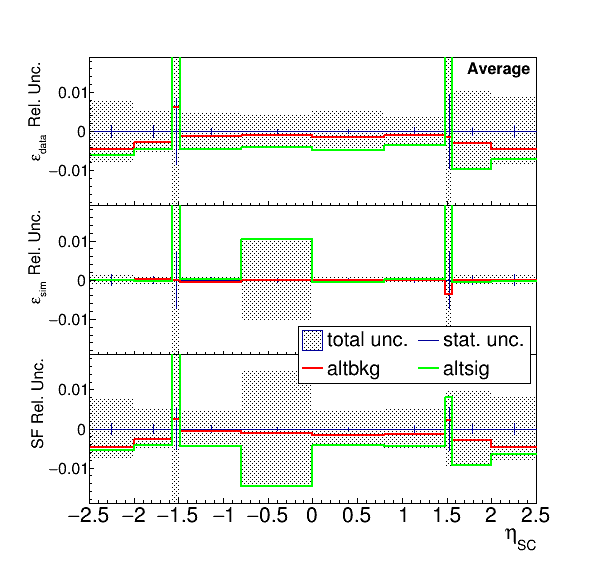 Average
ε_data Rel. Unc.
0.01
0
−0.01
ε_sim Rel. Unc.
0.01
0
−0.01
total unc.
stat. unc.
altbkg
altsig
SF Rel. Unc.
0.01
0
−0.01
−2.5 −2 −1.5 −1 −0.5 0 0.5 1 1.5 2 2.5
η_SC